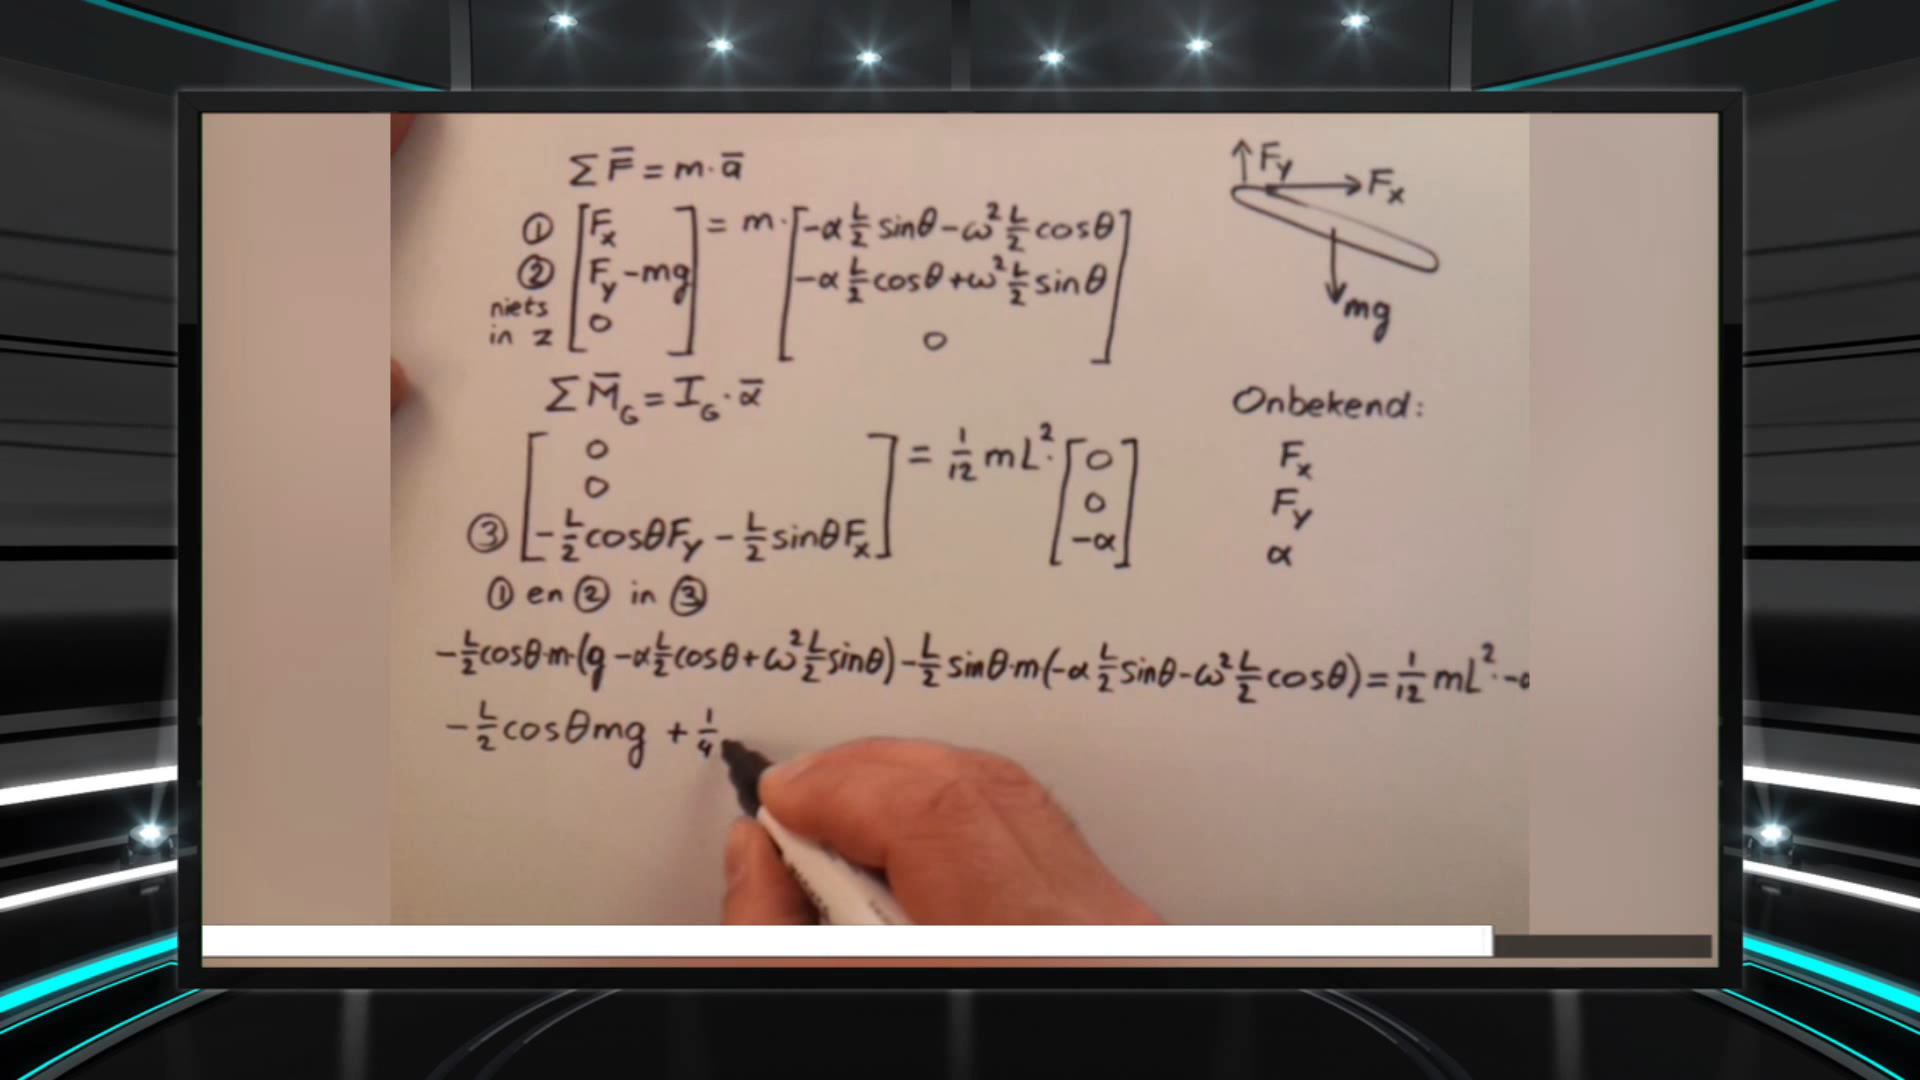 ΣF̅ = m·a̅
① [Fx] = m·[-α L/2 sinθ - ω² L/2 cosθ]
② [Fy - mg] [-α L/2 cosθ + ω² L/2 sinθ]
niets in z [0] [0]
Fy
Fx
mg
ΣM̅G = IG·α̅
[0] = 1/12 mL²·[0]
[0] [0]
③ [-L/2 cosθFy - L/2 sinθFx] [-α]
Onbekend:
Fx
Fy
α
① en ② in ③
-L/2 cosθ·m·(g - α L/2 cosθ + ω² L/2 sinθ) - L/2 sinθ·m(-α L/2 sinθ - ω² L/2 cosθ) = 1/12 mL²·-
-L/2 cosθmg + 1/4